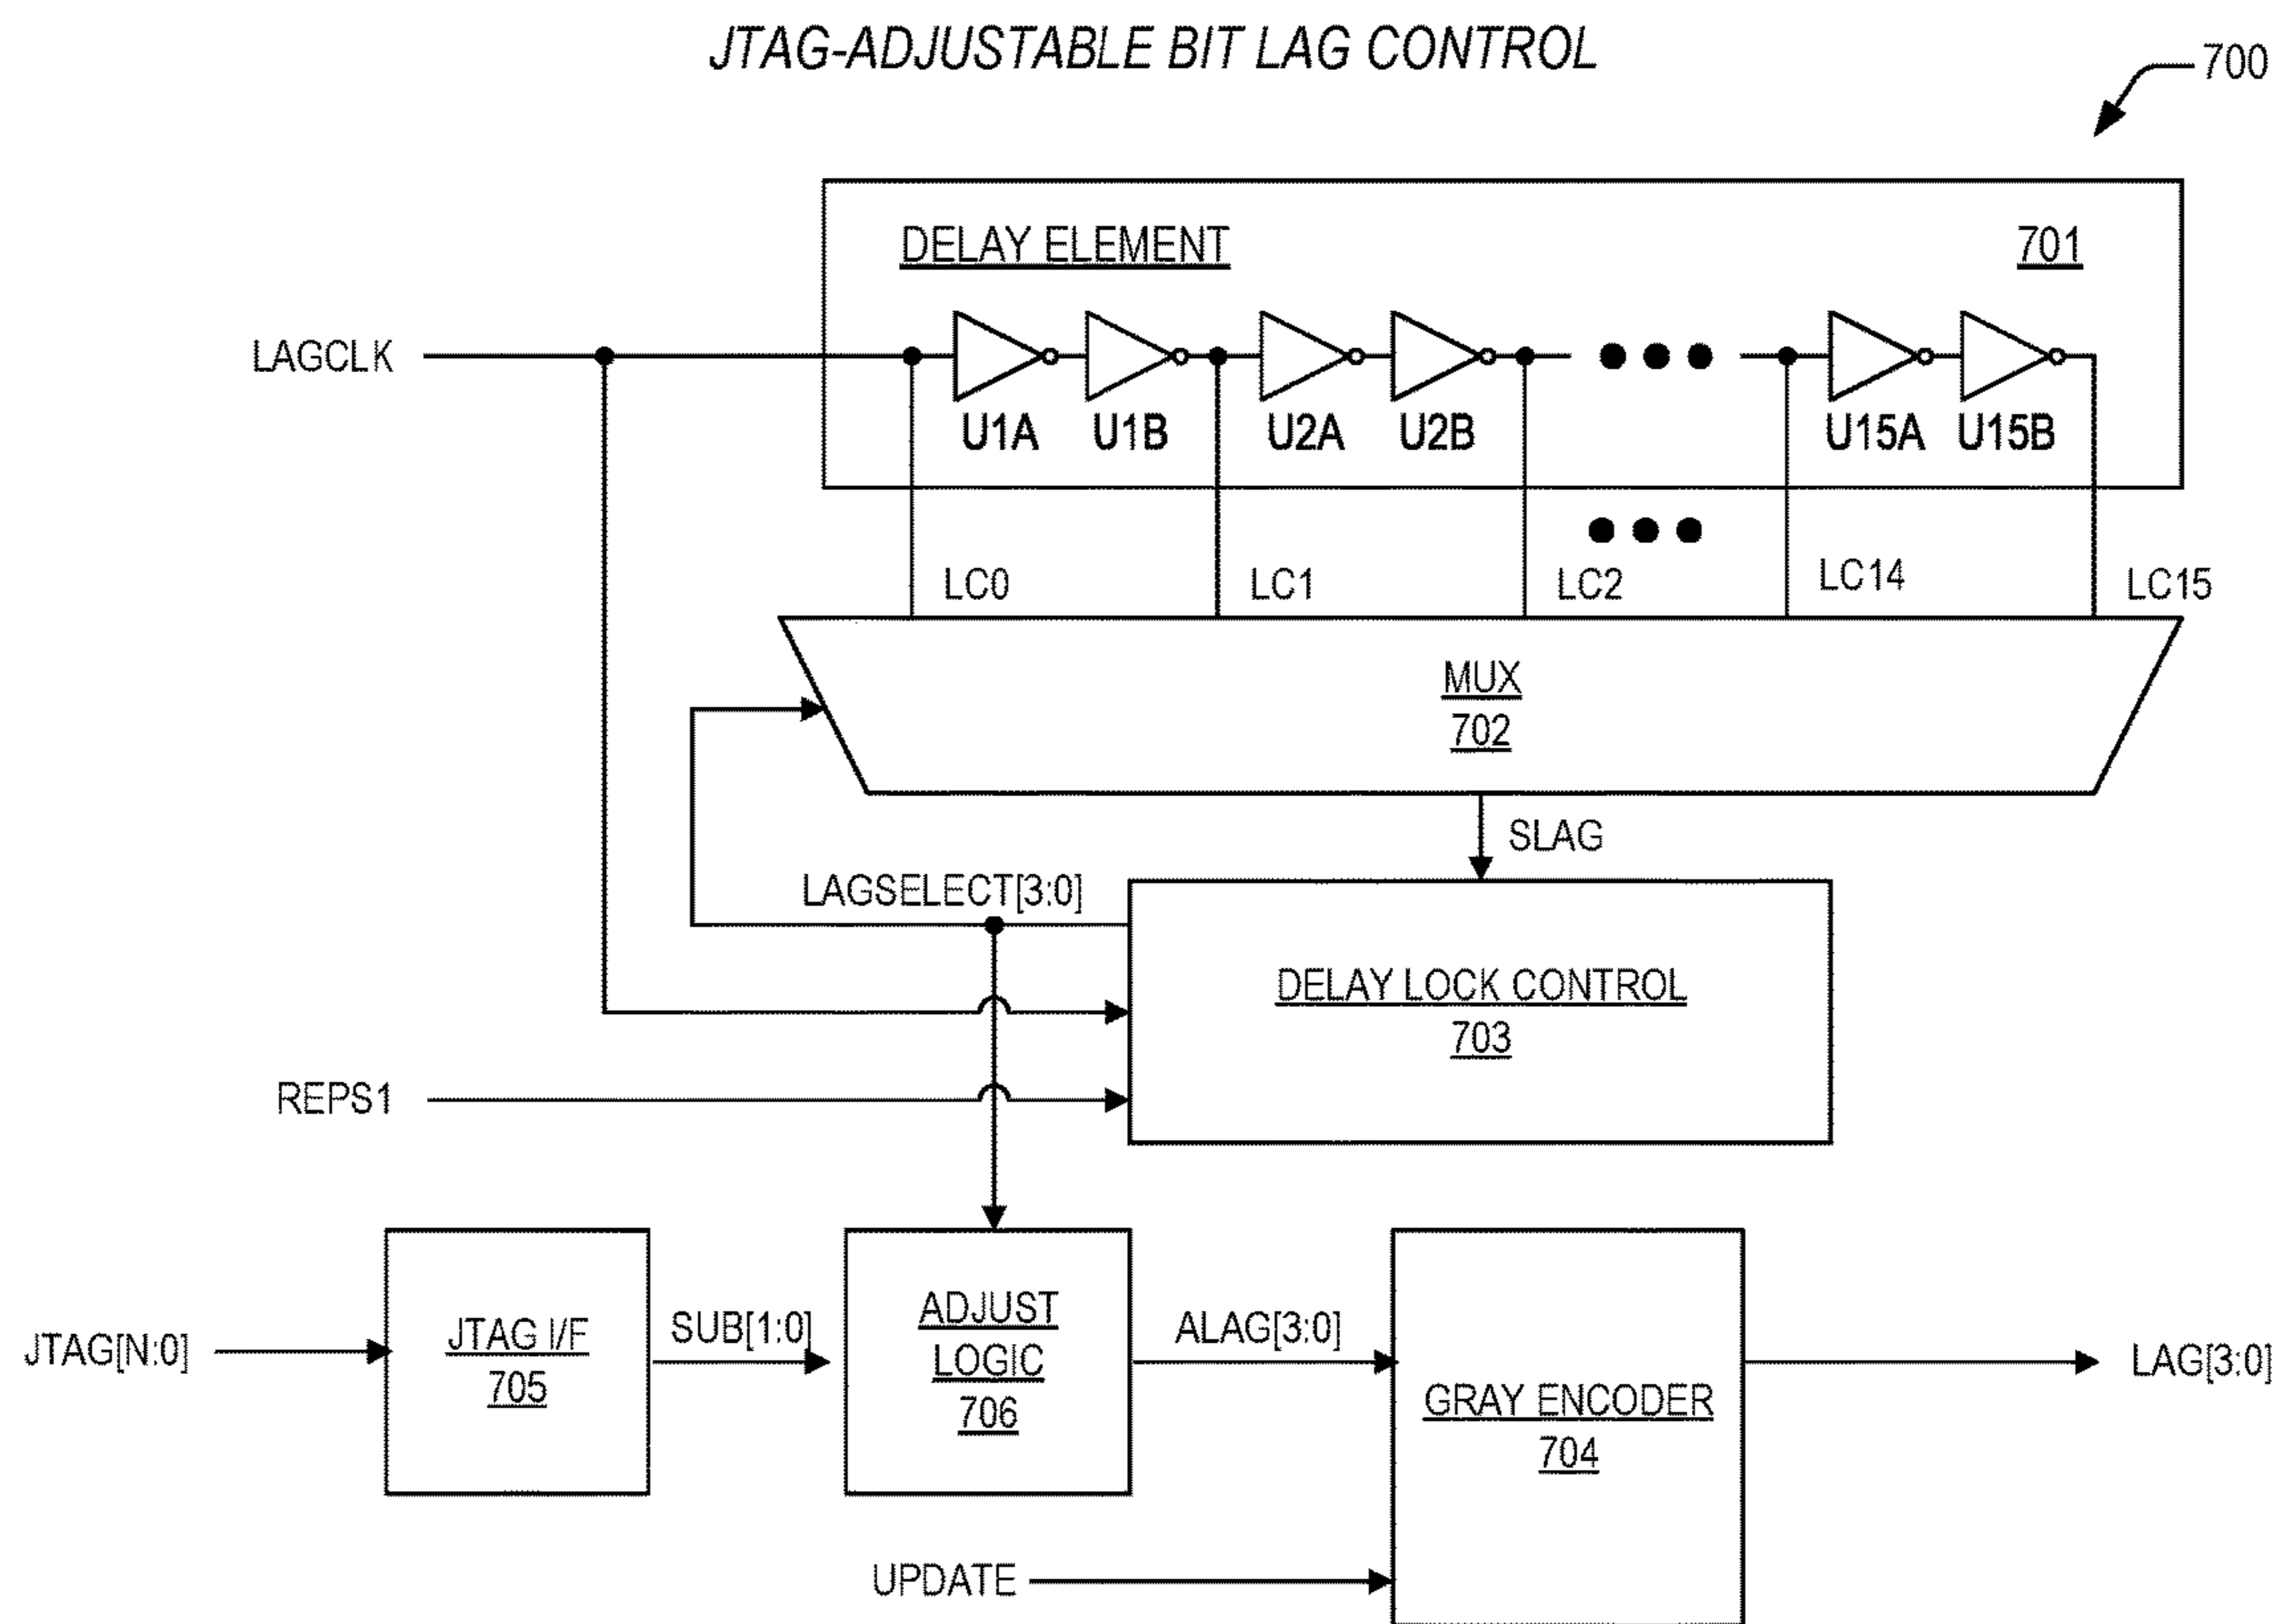 JTAG-ADJUSTABLE BIT LAG CONTROL
700
DELAY ELEMENT
701
LAGCLK
U1A
U1B
U2A
U2B
U15A
U15B
LC0
LC1
LC2
LC14
LC15
MUX
702
SLAG
LAGSELECT[3:0]
DELAY LOCK CONTROL
703
REPS1
JTAG[N:0]
JTAG I/F
705
SUB[1:0]
ADJUST
LOGIC
706
ALAG[3:0]
GRAY ENCODER
704
LAG[3:0]
UPDATE